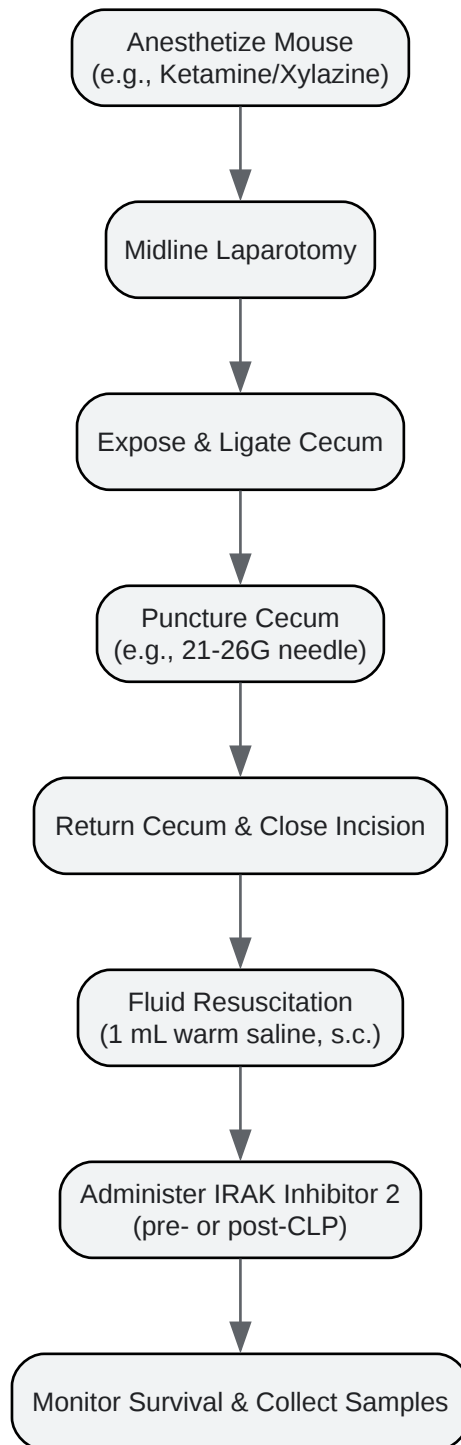 Anesthetize Mouse
(e.g., Ketamine/Xylazine)
Midline Laparotomy
Expose & Ligate Cecum
Puncture Cecum
(e.g., 21-26G needle)
Return Cecum & Close Incision
Fluid Resuscitation
(1 mL warm saline, s.c.)
Administer IRAK Inhibitor 2
(pre- or post-CLP)
Monitor Survival & Collect Samples